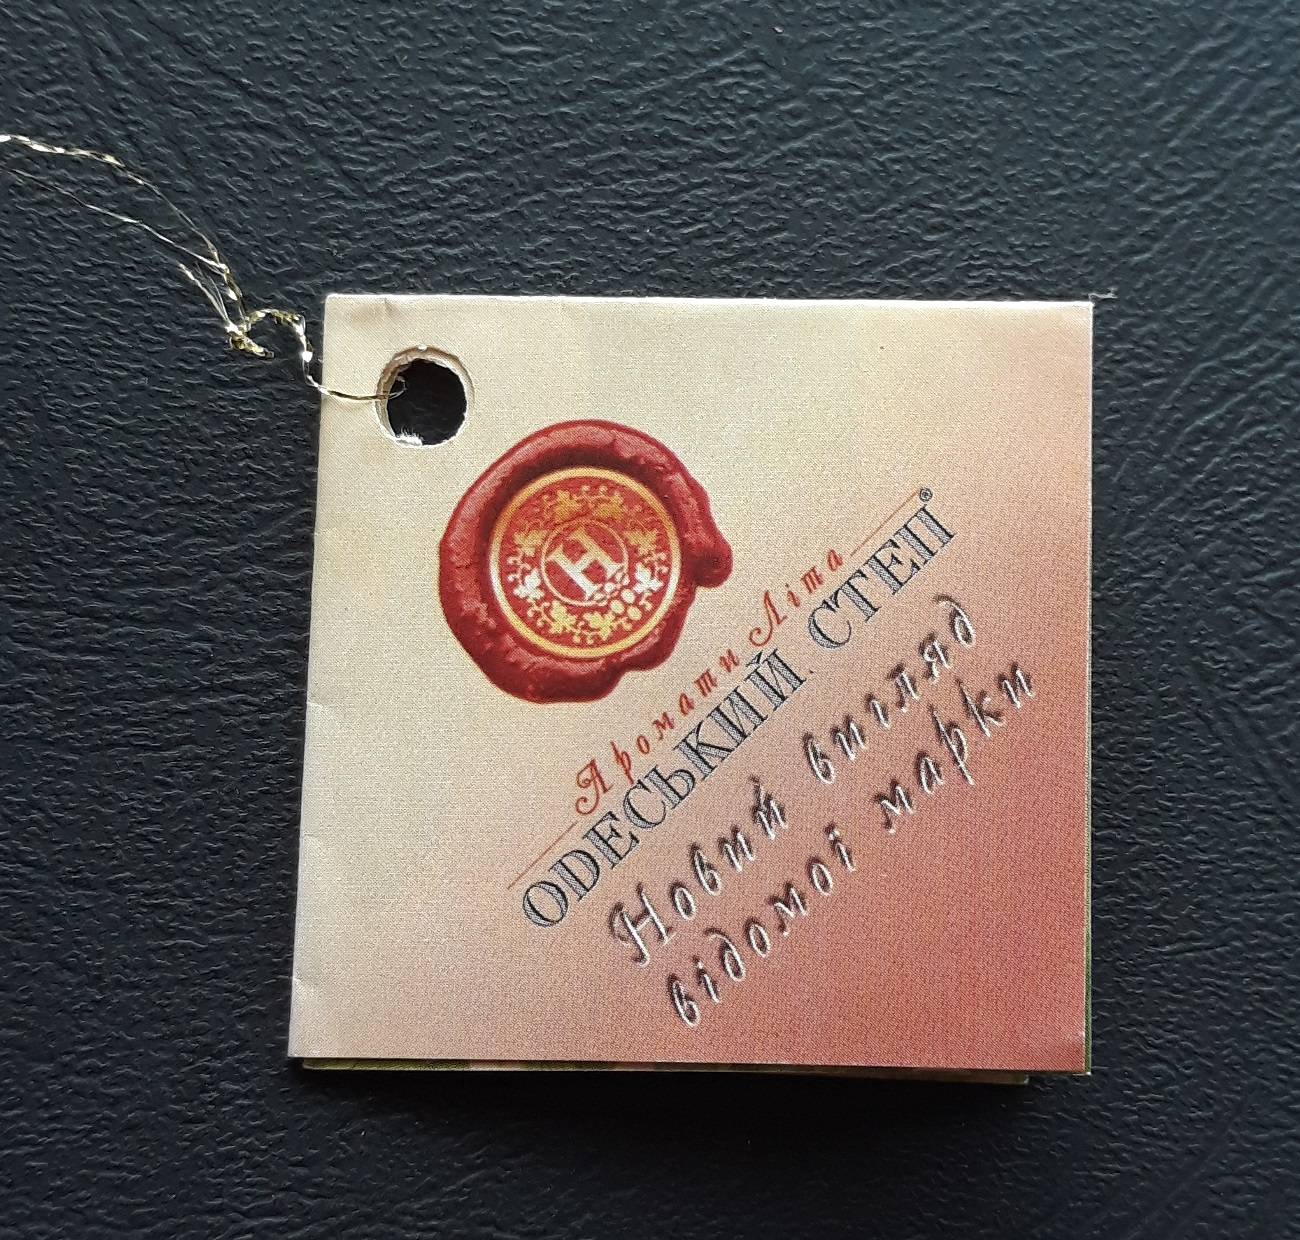 Н
Аромати Літа
ОДЕСЬКИЙ СТЕП®
Новий вигляд
відомої марки